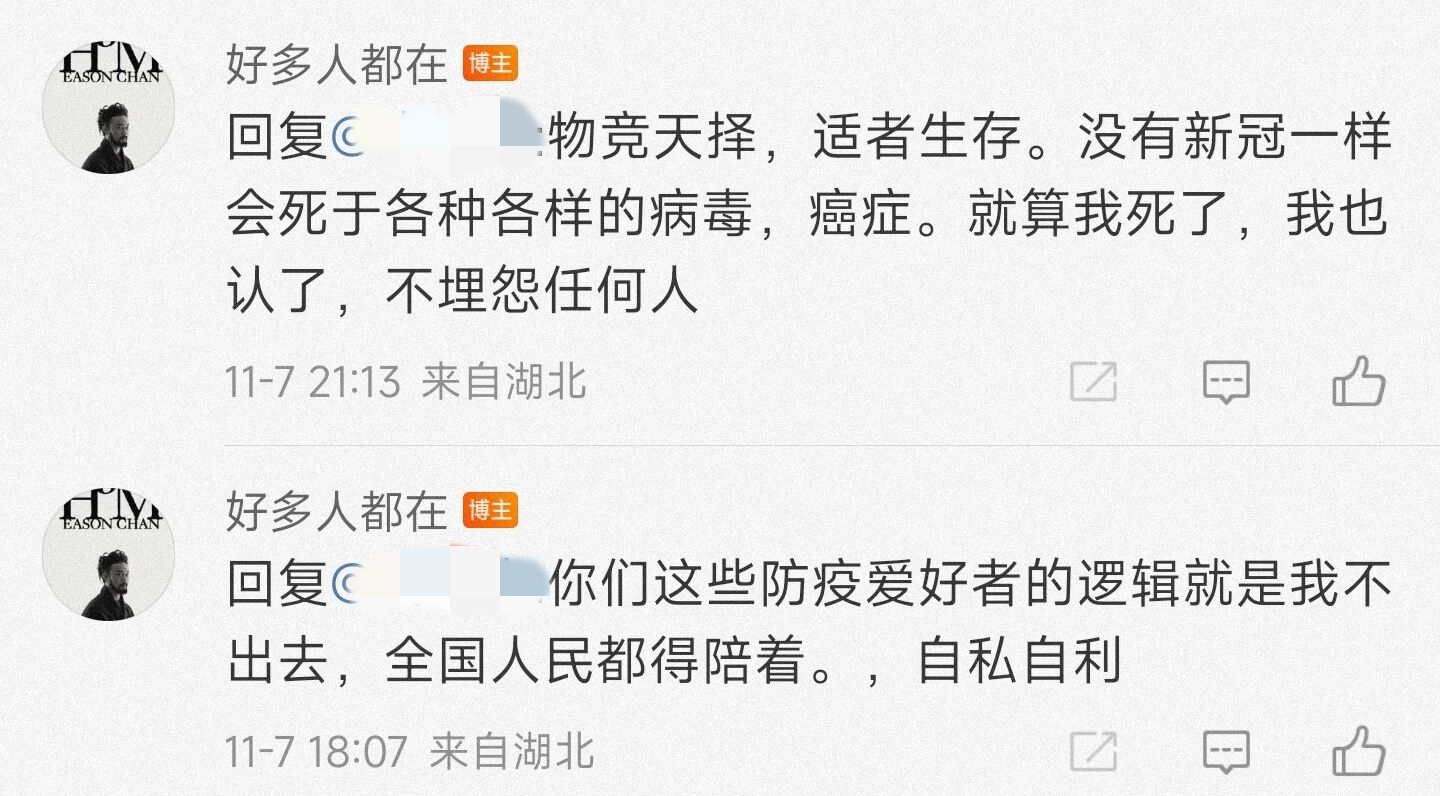 H M
EASON CHAN
好多人都在 博主
回复@ :物竞天择，适者生存。没有新冠一样
会死于各种各样的病毒，癌症。就算我死了，我也
认了，不埋怨任何人
11-7 21:13 来自湖北
H M
EASON CHAN
好多人都在 博主
回复@ 你们这些防疫爱好者的逻辑就是我不
出去，全国人民都得陪着。，自私自利
11-7 18:07 来自湖北